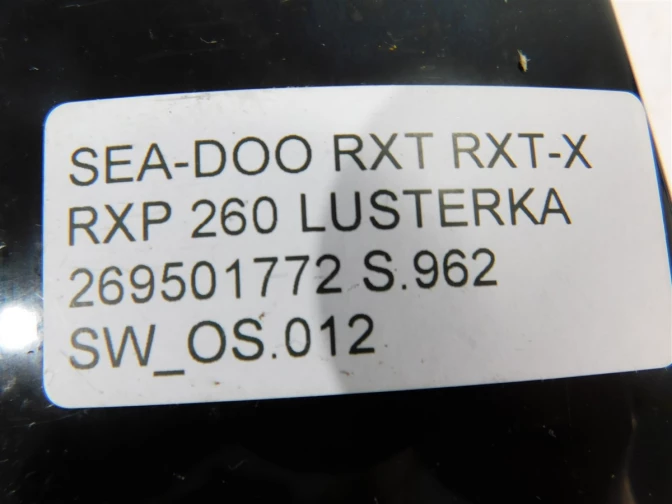 SEA-DOO RXT RXT-X
RXP 260 LUSTERKA
269501772 S.962
SW_OS.012